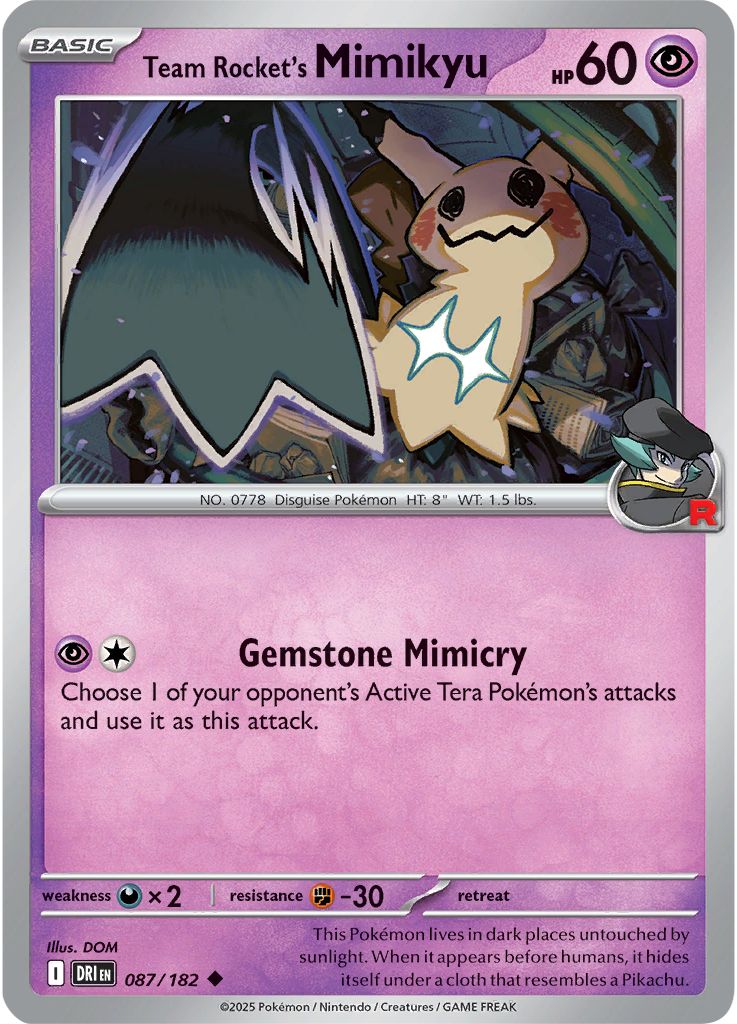 BASIC
Team Rocket's Mimikyu HP 60
NO. 0778 Disguise Pokémon HT: 8" WT: 1.5 lbs.
R
Gemstone Mimicry
Choose 1 of your opponent's Active Tera Pokémon's attacks
and use it as this attack.
weakness ×2 resistance -30 retreat
Illus. DOM
This Pokémon lives in dark places untouched by
sunlight. When it appears before humans, it hides
itself under a cloth that resembles a Pikachu.
I DRI EN 087/182
©2025 Pokémon / Nintendo / Creatures / GAME FREAK